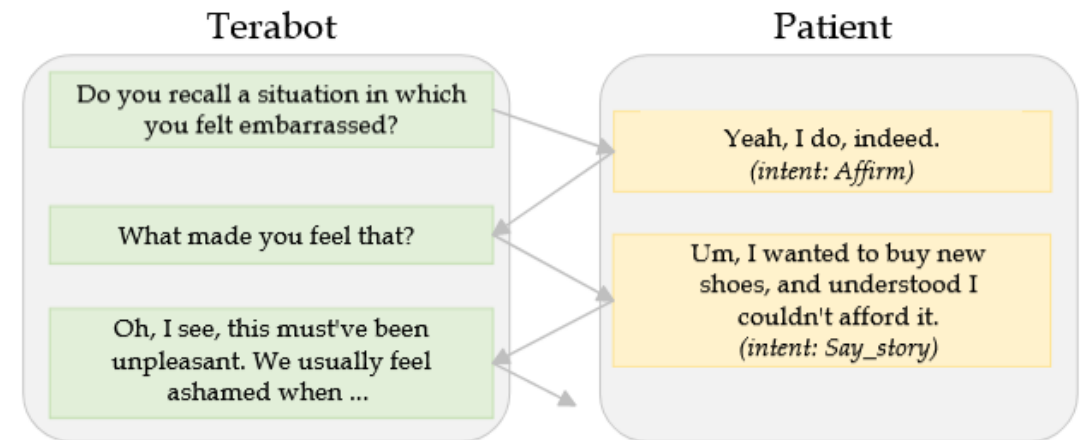 Terabot
Patient
Do you recall a situation in which
you felt embarrassed?
Yeah, I do, indeed.
(intent: Affirm)
What made you feel that?
Um, I wanted to buy new
shoes, and understood I
couldn't afford it.
(intent: Say_story)
Oh, I see, this must've been
unpleasant. We usually feel
ashamed when ...